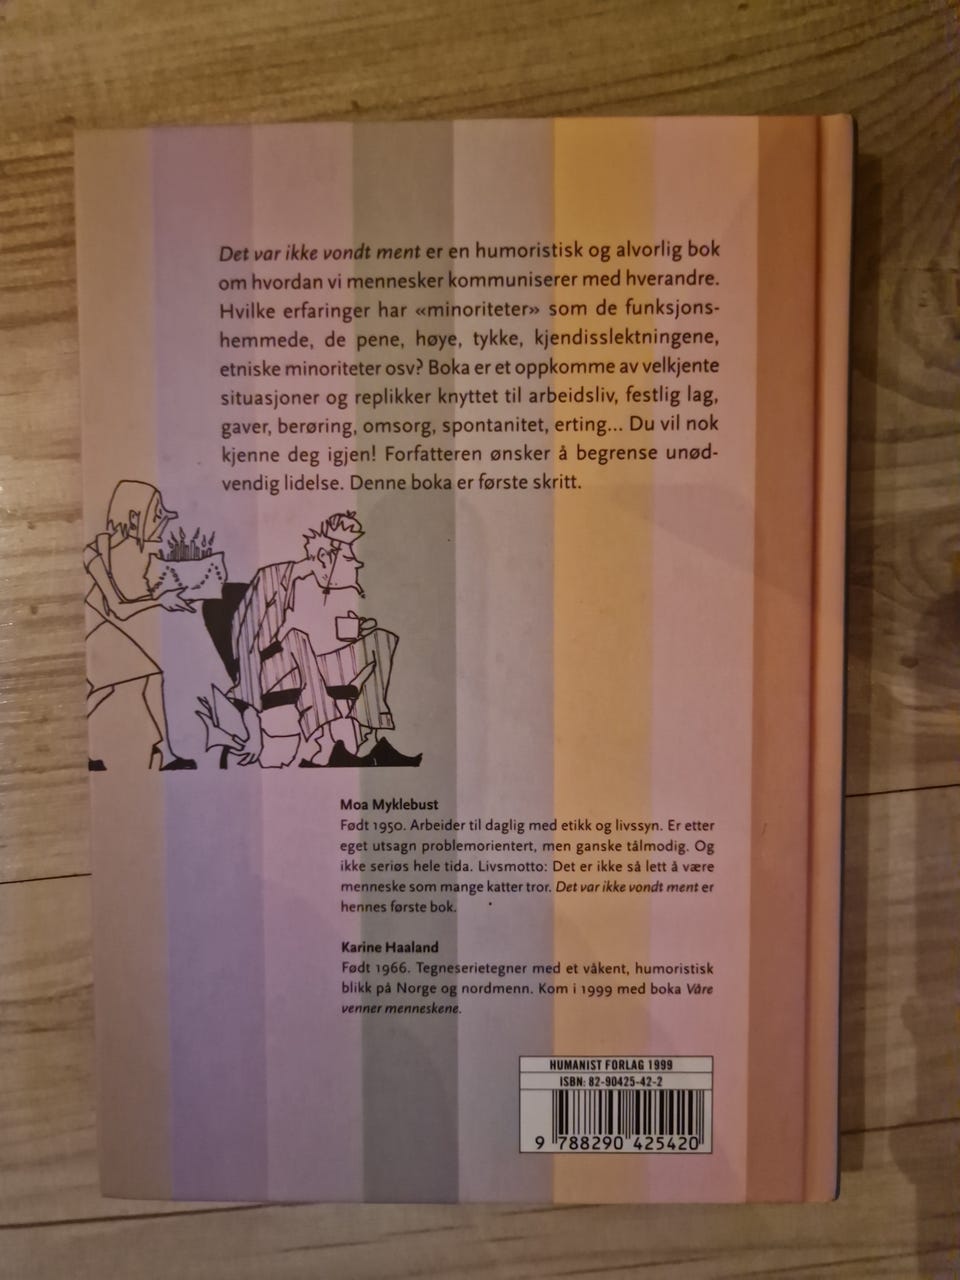 Det var ikke vondt ment er en humoristisk og alvorlig bok
om hvordan vi mennesker kommuniserer med hverandre.
Hvilke erfaringer har «minoriteter» som de funksjons-
hemmede, de pene, høye, tykke, kjendisslektningene,
etniske minoriteter osv? Boka er et oppkomme av velkjente
situasjoner og replikker knyttet til arbeidsliv, festlig lag,
gaver, berøring, omsorg, spontanitet, erting... Du vil nok
kjenne deg igjen! Forfatteren ønsker å begrense unød-
vendig lidelse. Denne boka er første skritt.
Moa Myklebust
Født 1950. Arbeider til daglig med etikk og livssyn. Er etter
eget utsagn problemorientert, men ganske tålmodig. Og
ikke seriøs hele tida. Livsmotto: Det er ikke så lett å være
menneske som mange katter tror. Det var ikke vondt ment er
hennes første bok.
Karine Haaland
Født 1966. Tegneserietegner med et våkent, humoristisk
blikk på Norge og nordmenn. Kom i 1999 med boka Våre
venner menneskene.
HUMANIST FORLAG 1999
ISBN: 82-90425-42-2
9 788290 425420